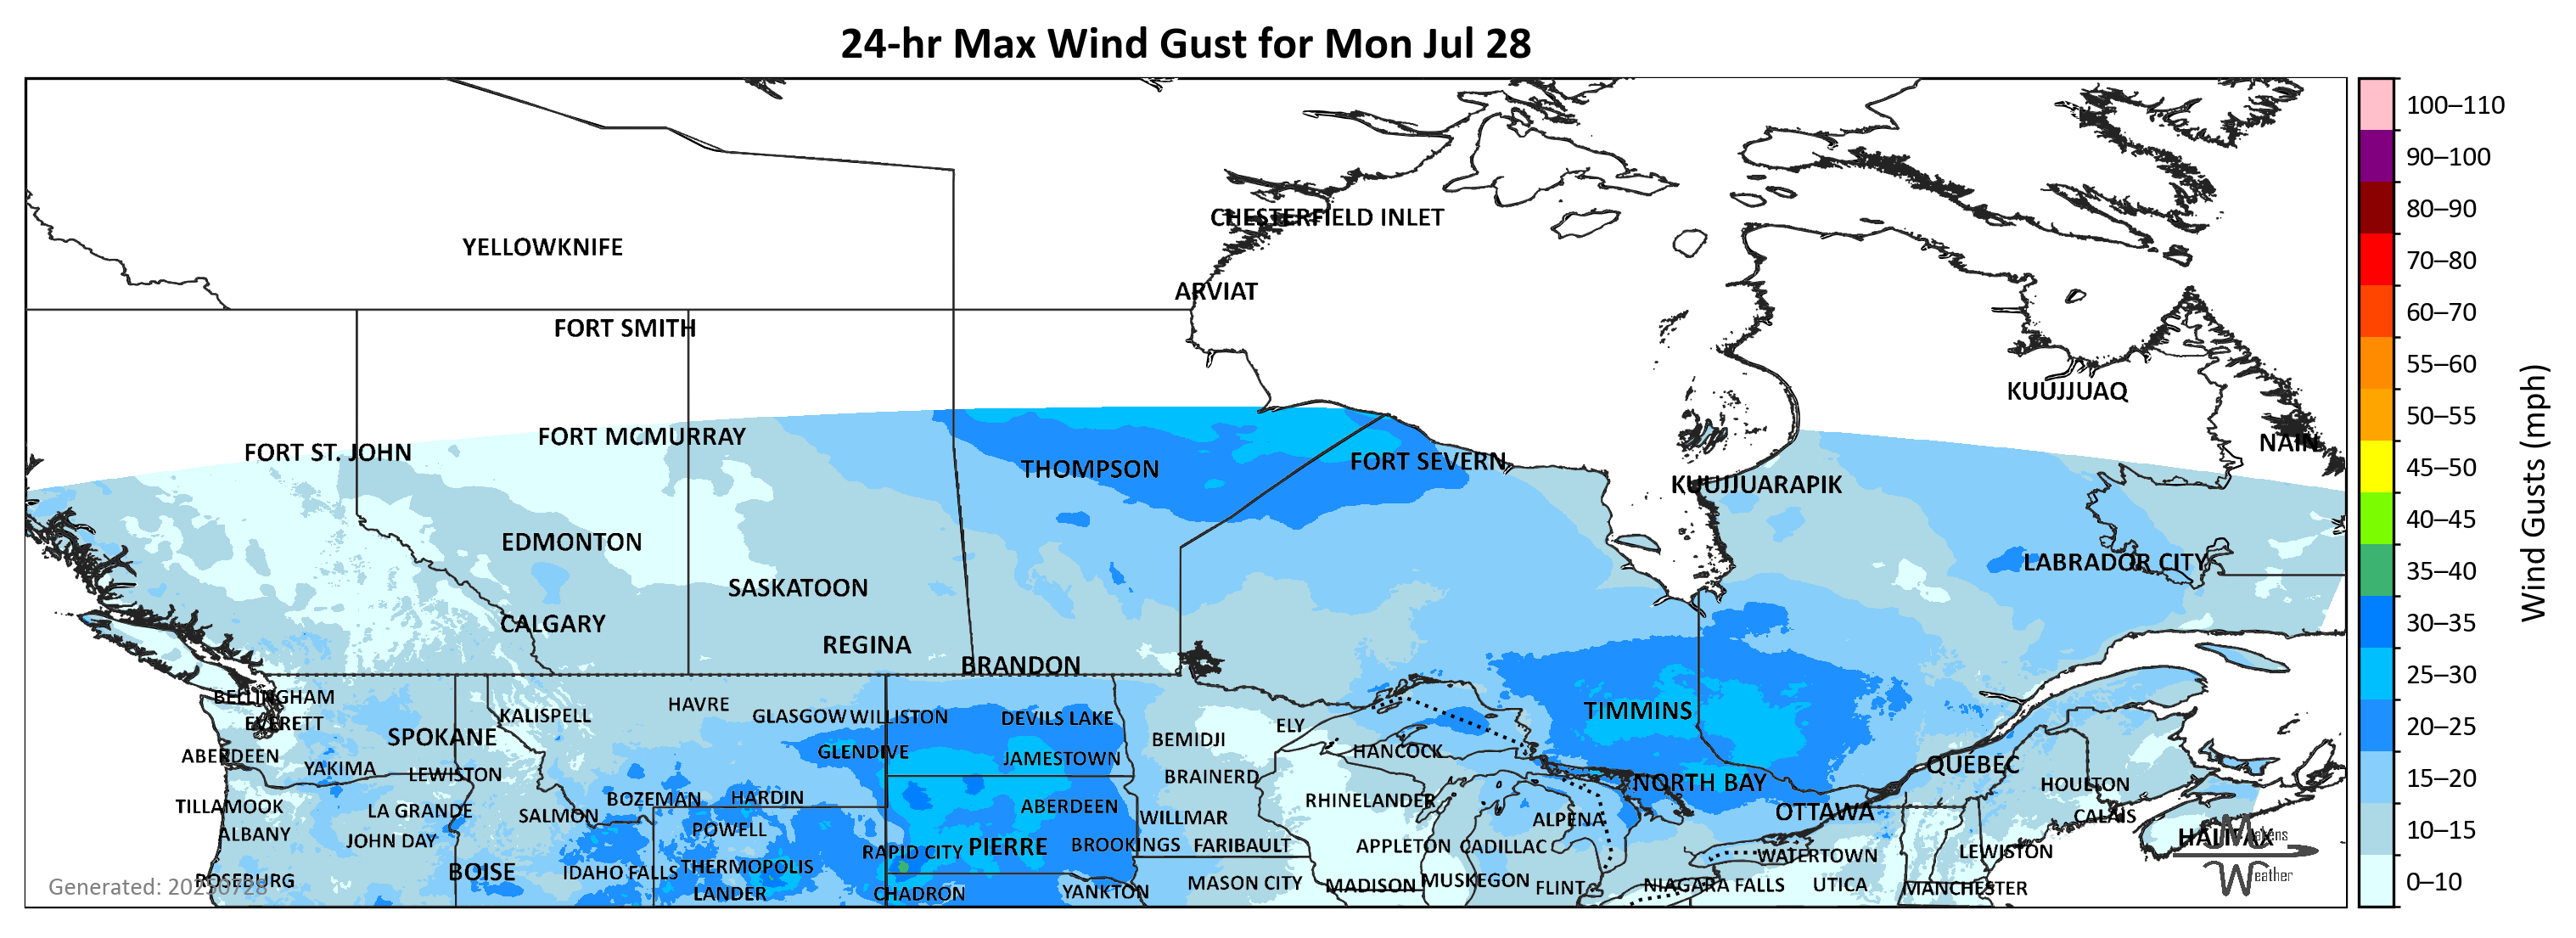 24-hr Max Wind Gust for Mon Jul 28
100–110
90–100
80–90
70–80
60–70
55–60
50–55
45–50
40–45
35–40
30–35
25–30
20–25
15–20
10–15
0–10
Wind Gusts (mph)
CHESTERFIELD INLET
YELLOWKNIFE
ARVIAT
FORT SMITH
KUUJJUAQ
FORT MCMURRAY
NAIN
FORT ST. JOHN
FORT SEVERN
THOMPSON
KUUJJUARAPIK
EDMONTON
LABRADOR CITY
SASKATOON
CALGARY
REGINA
BRANDON
BELLINGHAM
HAVRE
KALISPELL
GLASGOW
WILLISTON
DEVILS LAKE
TIMMINS
EVERETT
ELY
SPOKANE
BEMIDJI
HANCOCK
GLENDIVE
ABERDEEN
JAMESTOWN
QUEBEC
YAKIMA
LEWISTON
BRAINERD
NORTH BAY
HOULTON
BOZEMAN
HARDIN
RHINELANDER
TILLAMOOK
LA GRANDE
ABERDEEN
OTTAWA
SALMON
CALAIS
WILLMAR
ALPENA
POWELL
ALBANY
HALIFAX
Makens
JOHN DAY
BROOKINGS
FARIBAULT
APPLETON
CADILLAC
PIERRE
RAPID CITY
LEWISTON
WATERTOWN
THERMOPOLIS
BOISE
IDAHO FALLS
Weather
ROSEBURG
MUSKEGON
MASON CITY
MADISON
NIAGARA FALLS
UTICA
FLINT
MANCHESTER
YANKTON
LANDER
CHADRON
Generated: 20250728